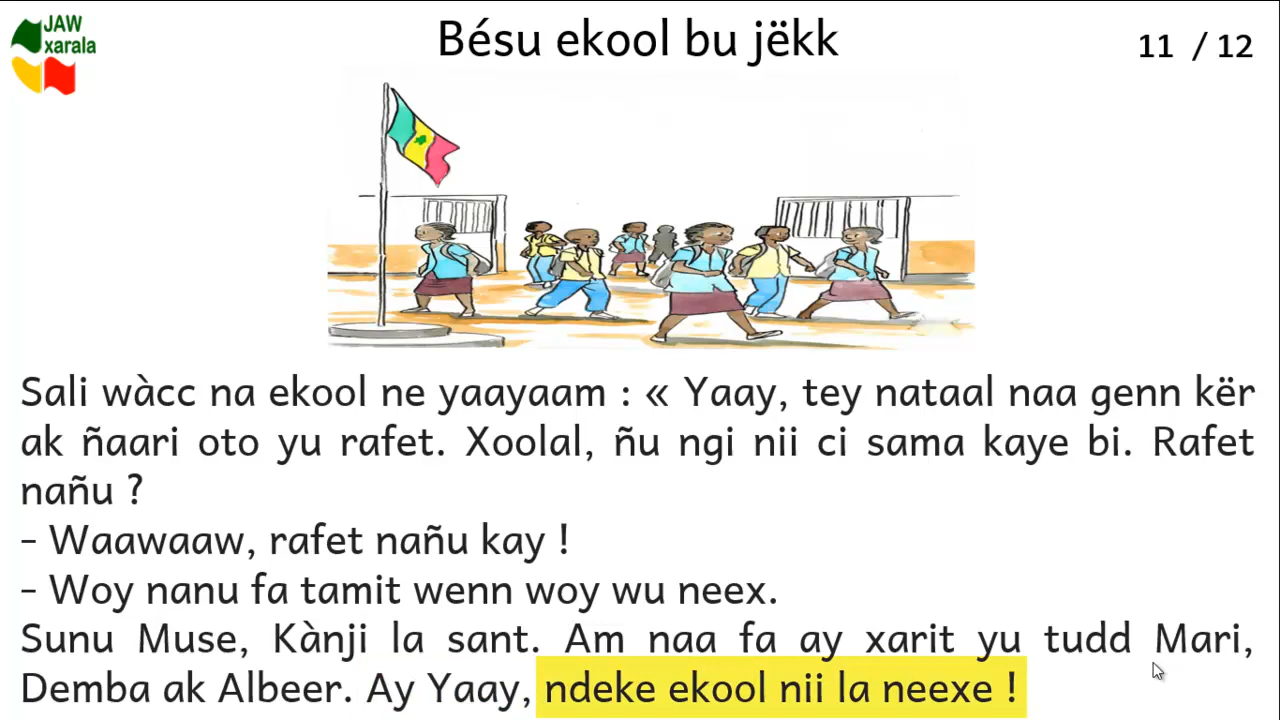 JAW
xarala
Bésu ekool bu jëkk
11 / 12
Sali wàcc na ekool ne yaayaam : « Yaay, tey nataal naa genn kër
ak ñaari oto yu rafet. Xoolal, ñu ngi nii ci sama kaye bi. Rafet
nañu ?
- Waawaaw, rafet nañu kay !
- Woy nanu fa tamit wenn woy wu neex.
Sunu Muse, Kànji la sant. Am naa fa ay xarit yu tudd Mari,
Demba ak Albeer. Ay Yaay, ndeke ekool nii la neexe !